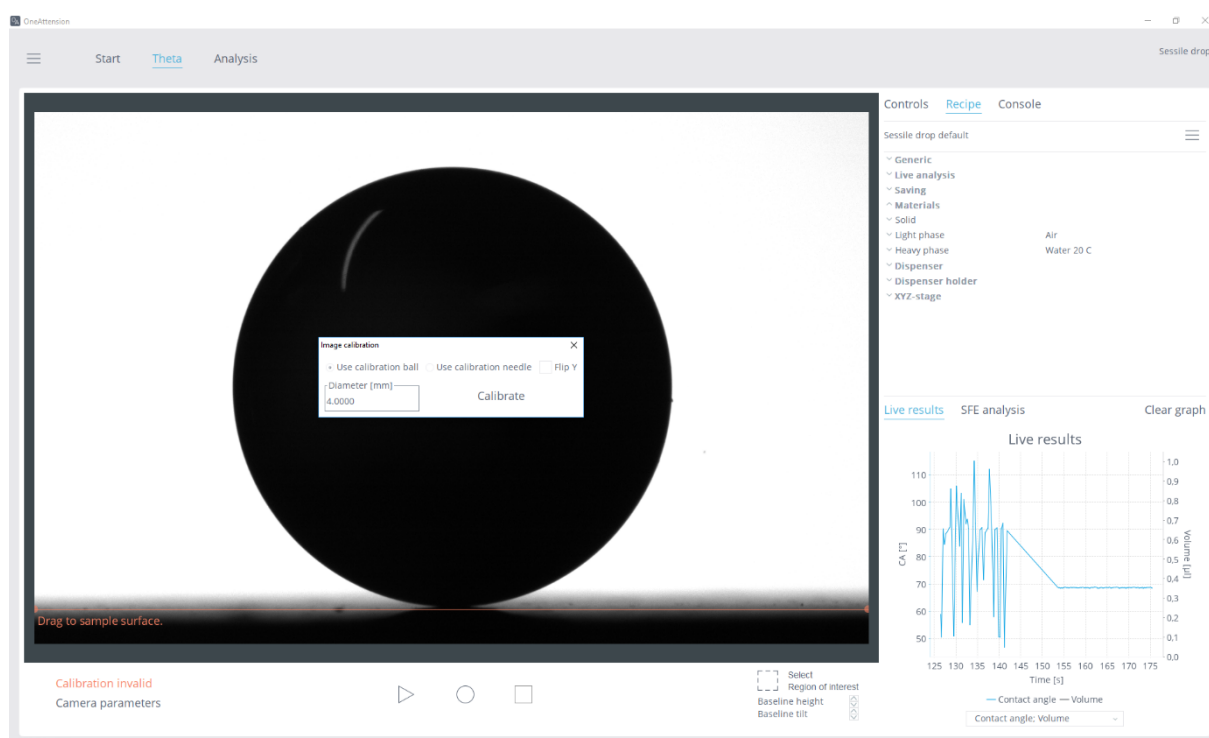 OneAttension
Start Theta Analysis
Sessile drop
Controls Recipe Console
Sessile drop default
Generic
Live analysis
Saving
Materials
Solid
Light phase Air
Heavy phase Water 20 C
Dispenser
Dispenser holder
XYZ-stage
Image calibration
Use calibration ball Use calibration needle Flip Y
Diameter [mm]
4.0000
Calibrate
Drag to sample surface.
Live results SFE analysis Clear graph
Live results
CA [°]
110
100
90
80
70
60
50
1,0
0,9
0,8
0,7
0,6
0,5
0,4
0,3
0,2
0,1
0,0
Volume [µl]
125 130 135 140 145 150 155 160 165 170 175
Time [s]
Contact angle Volume
Contact angle; Volume
Calibration invalid
Camera parameters
Select
Region of interest
Baseline height
Baseline tilt